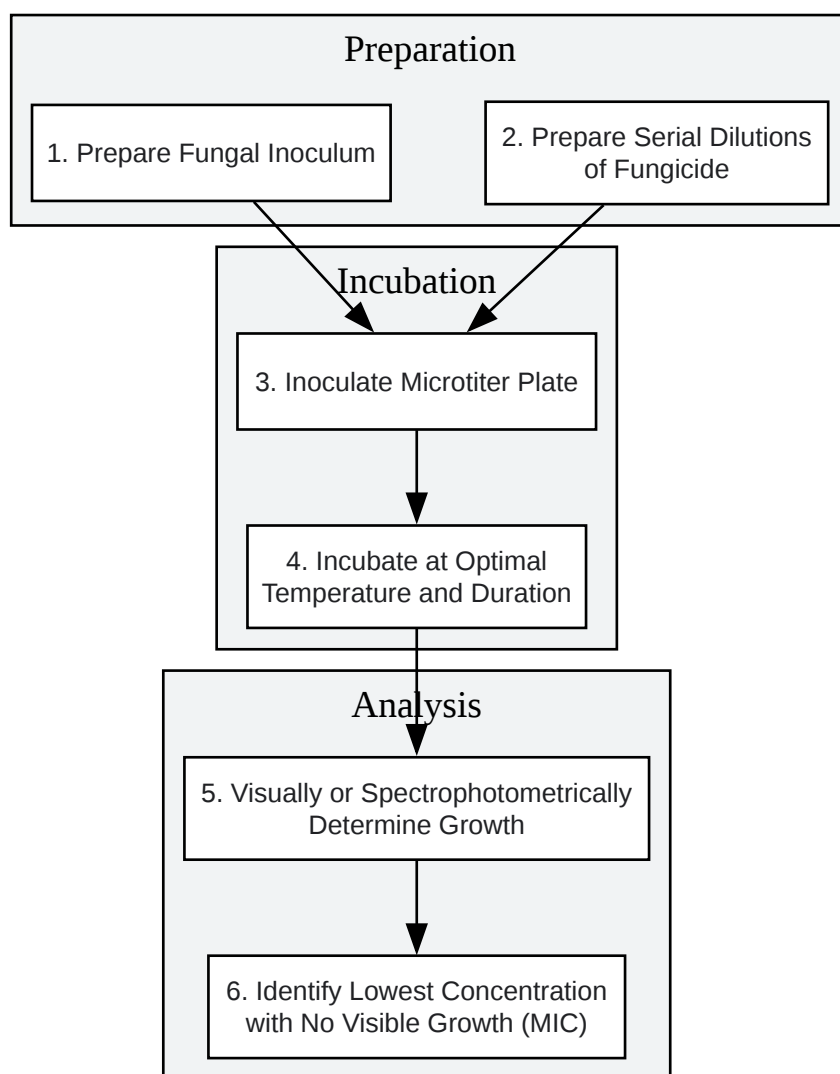 Preparation
1. Prepare Fungal Inoculum
2. Prepare Serial Dilutions
of Fungicide
Incubation
3. Inoculate Microtiter Plate
4. Incubate at Optimal
Temperature and Duration
Analysis
5. Visually or Spectrophotometrically
Determine Growth
6. Identify Lowest Concentration
with No Visible Growth (MIC)